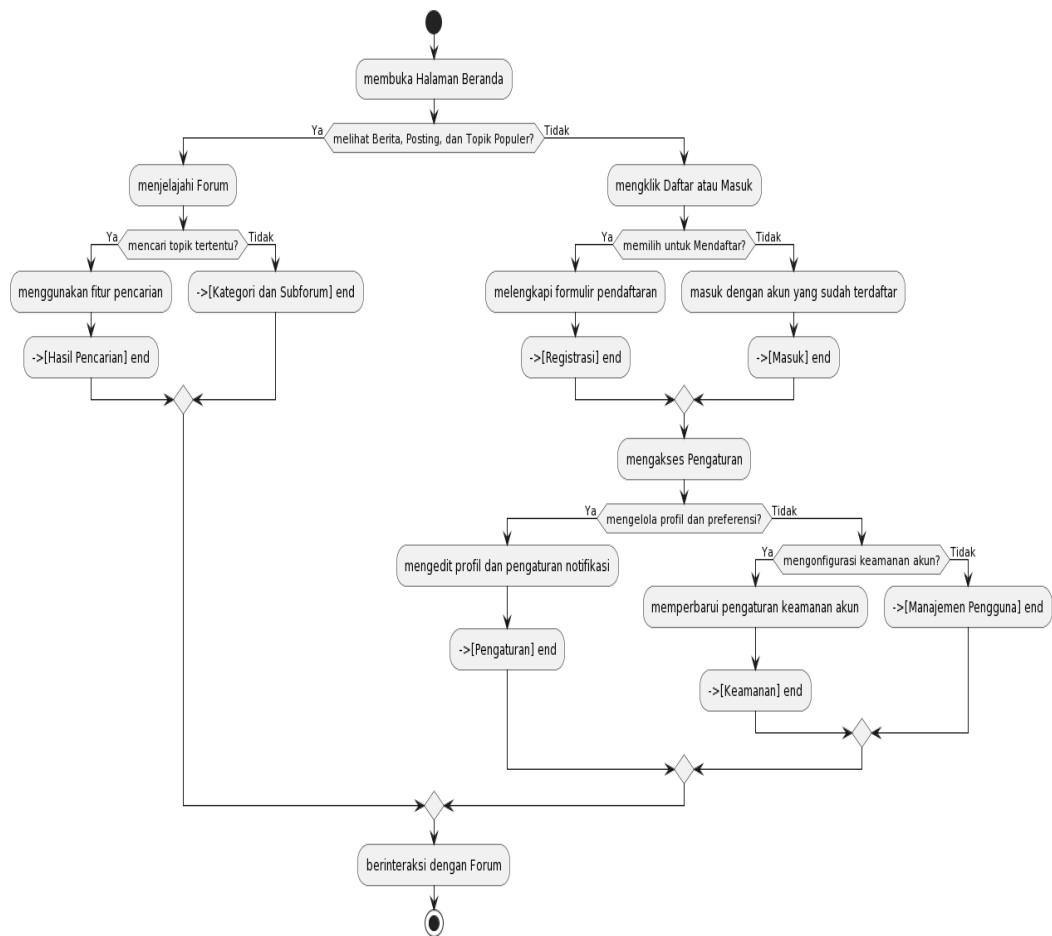 membuka Halaman Beranda
Ya
melihat Berita, Posting, dan Topik Populer?
Tidak
menjelajahi Forum
mengklik Daftar atau Masuk
Ya
mencari topik tertentu?
Tidak
Ya
memilih untuk Mendaftar?
Tidak
menggunakan fitur pencarian
->[Kategori dan Subforum] end
melengkapi formulir pendaftaran
masuk dengan akun yang sudah terdaftar
->[Hasil Pencarian] end
->[Registrasi] end
->[Masuk] end
mengakses Pengaturan
Ya
mengelola profil dan preferensi?
Tidak
mengedit profil dan pengaturan notifikasi
Ya
mengonfigurasi keamanan akun?
Tidak
memperbarui pengaturan keamanan akun
->[Manajemen Pengguna] end
->[Pengaturan] end
->[Keamanan] end
berinteraksi dengan Forum